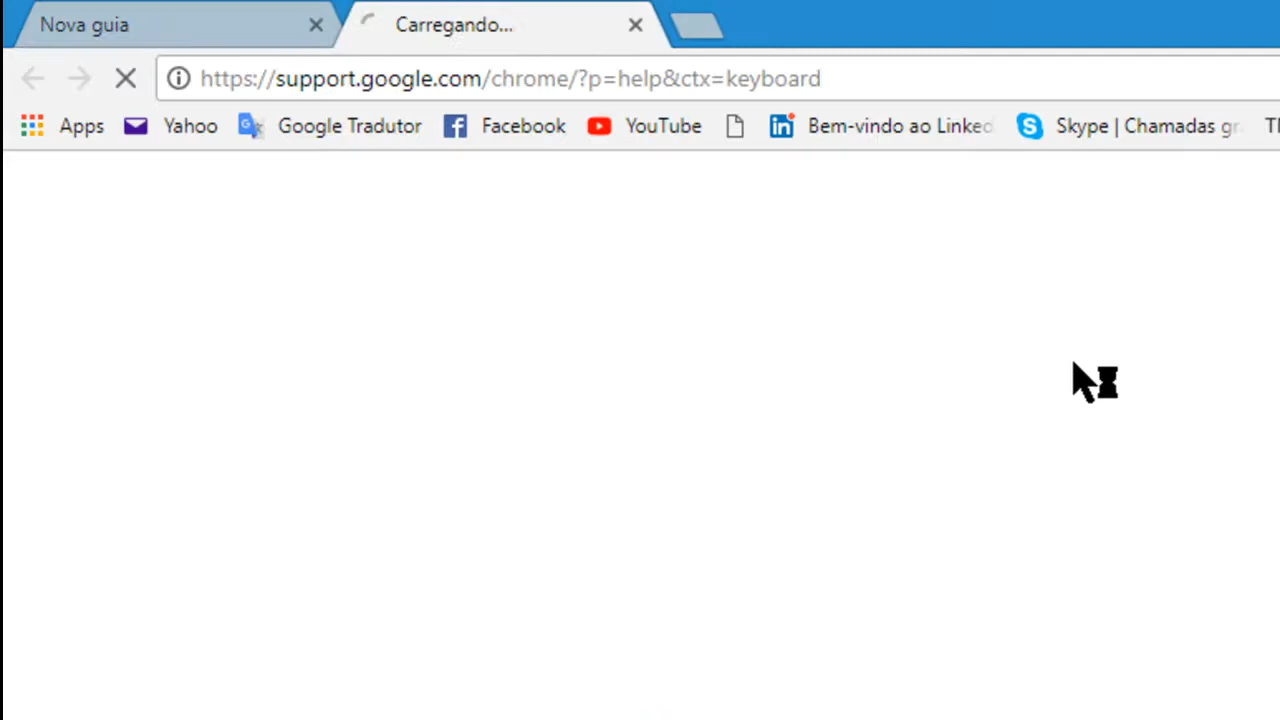 Nova guia
Carregando...
https://support.google.com/chrome/?p=help&ctx=keyboard
Apps Yahoo Google Tradutor Facebook YouTube Bem-vindo ao Linked Skype | Chamadas gr